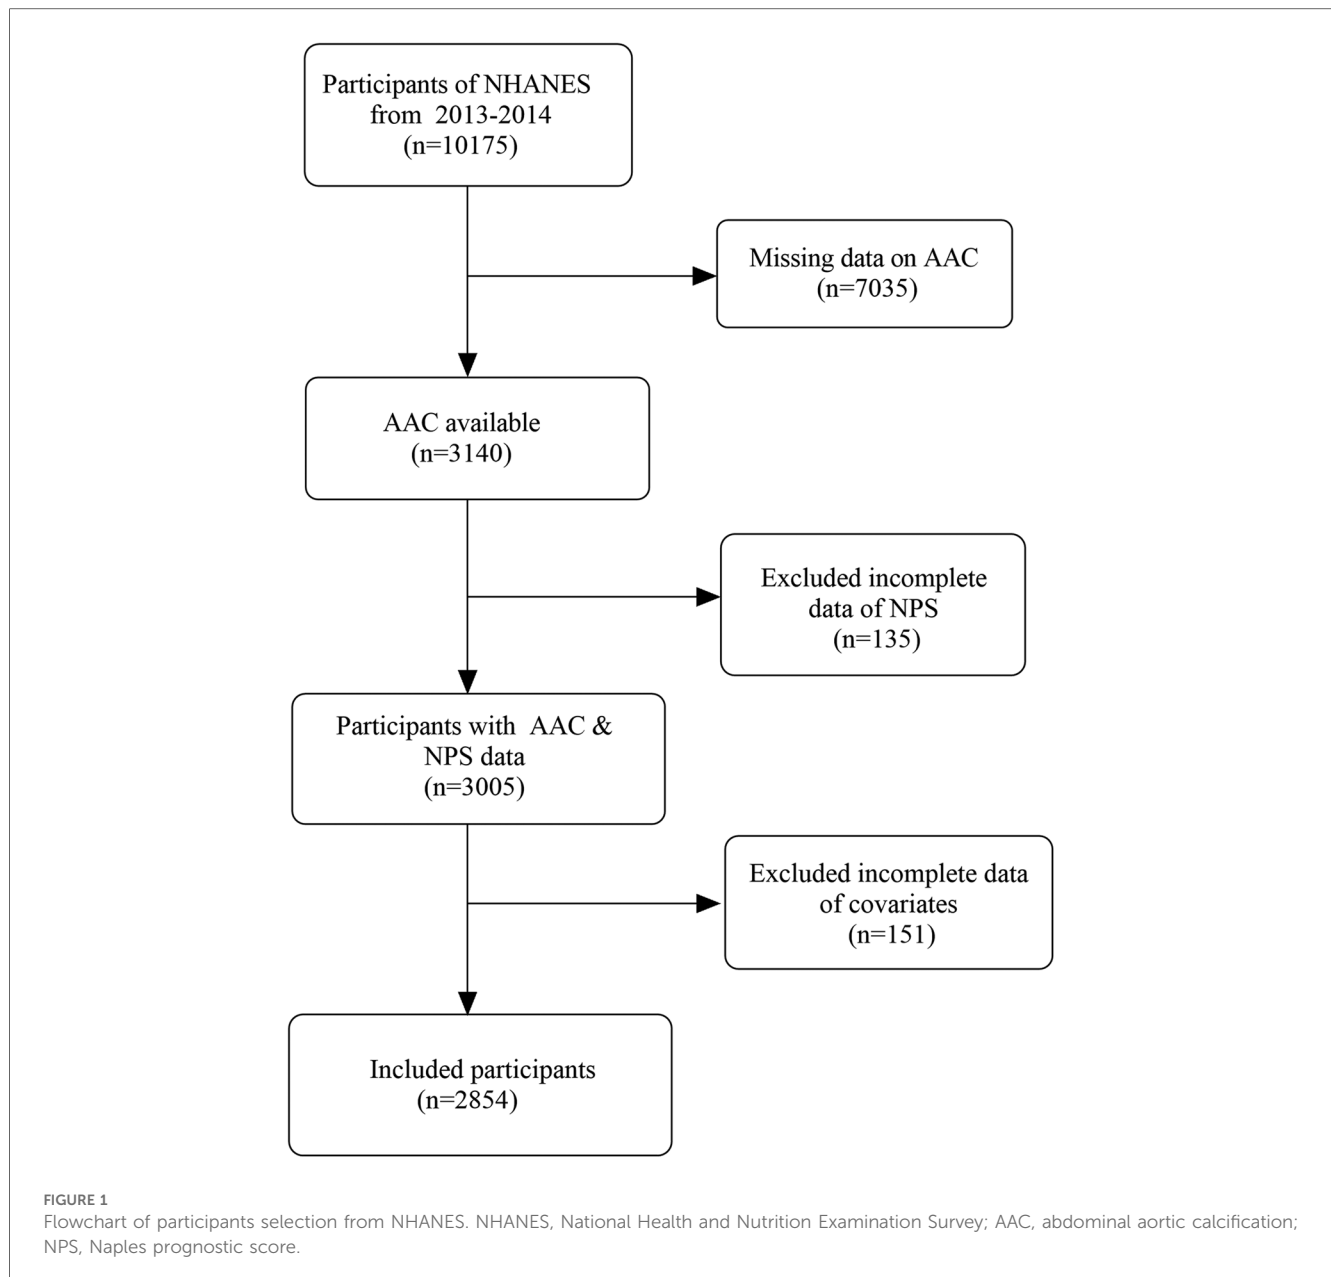 Participants of NHANES
from 2013-2014
(n=10175)
Missing data on AAC
(n=7035)
AAC available
(n=3140)
Excluded incomplete
data of NPS
(n=135)
Participants with AAC &
NPS data
(n=3005)
Excluded incomplete data
of covariates
(n=151)
Included participants
(n=2854)
FIGURE 1
Flowchart of participants selection from NHANES. NHANES, National Health and Nutrition Examination Survey; AAC, abdominal aortic calcification;
NPS, Naples prognostic score.